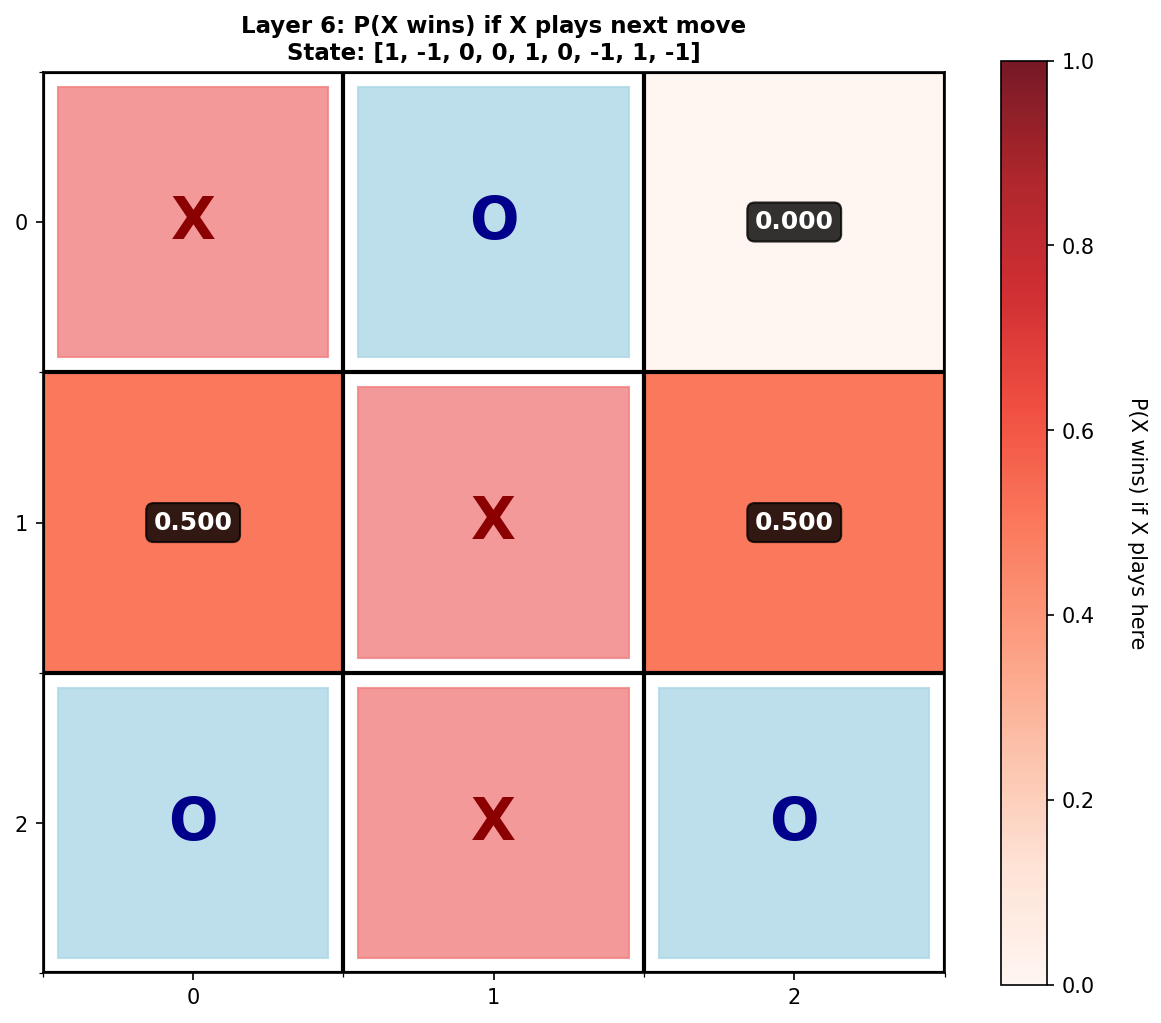 Layer 6: P(X wins) if X plays next move
State: [1, -1, 0, 0, 1, 0, -1, 1, -1]
0
X
O
0.000
1
0.500
X
0.500
2
O
X
O
0
1
2
1.0
0.8
0.6
0.4
0.2
0.0
P(X wins) if X plays here